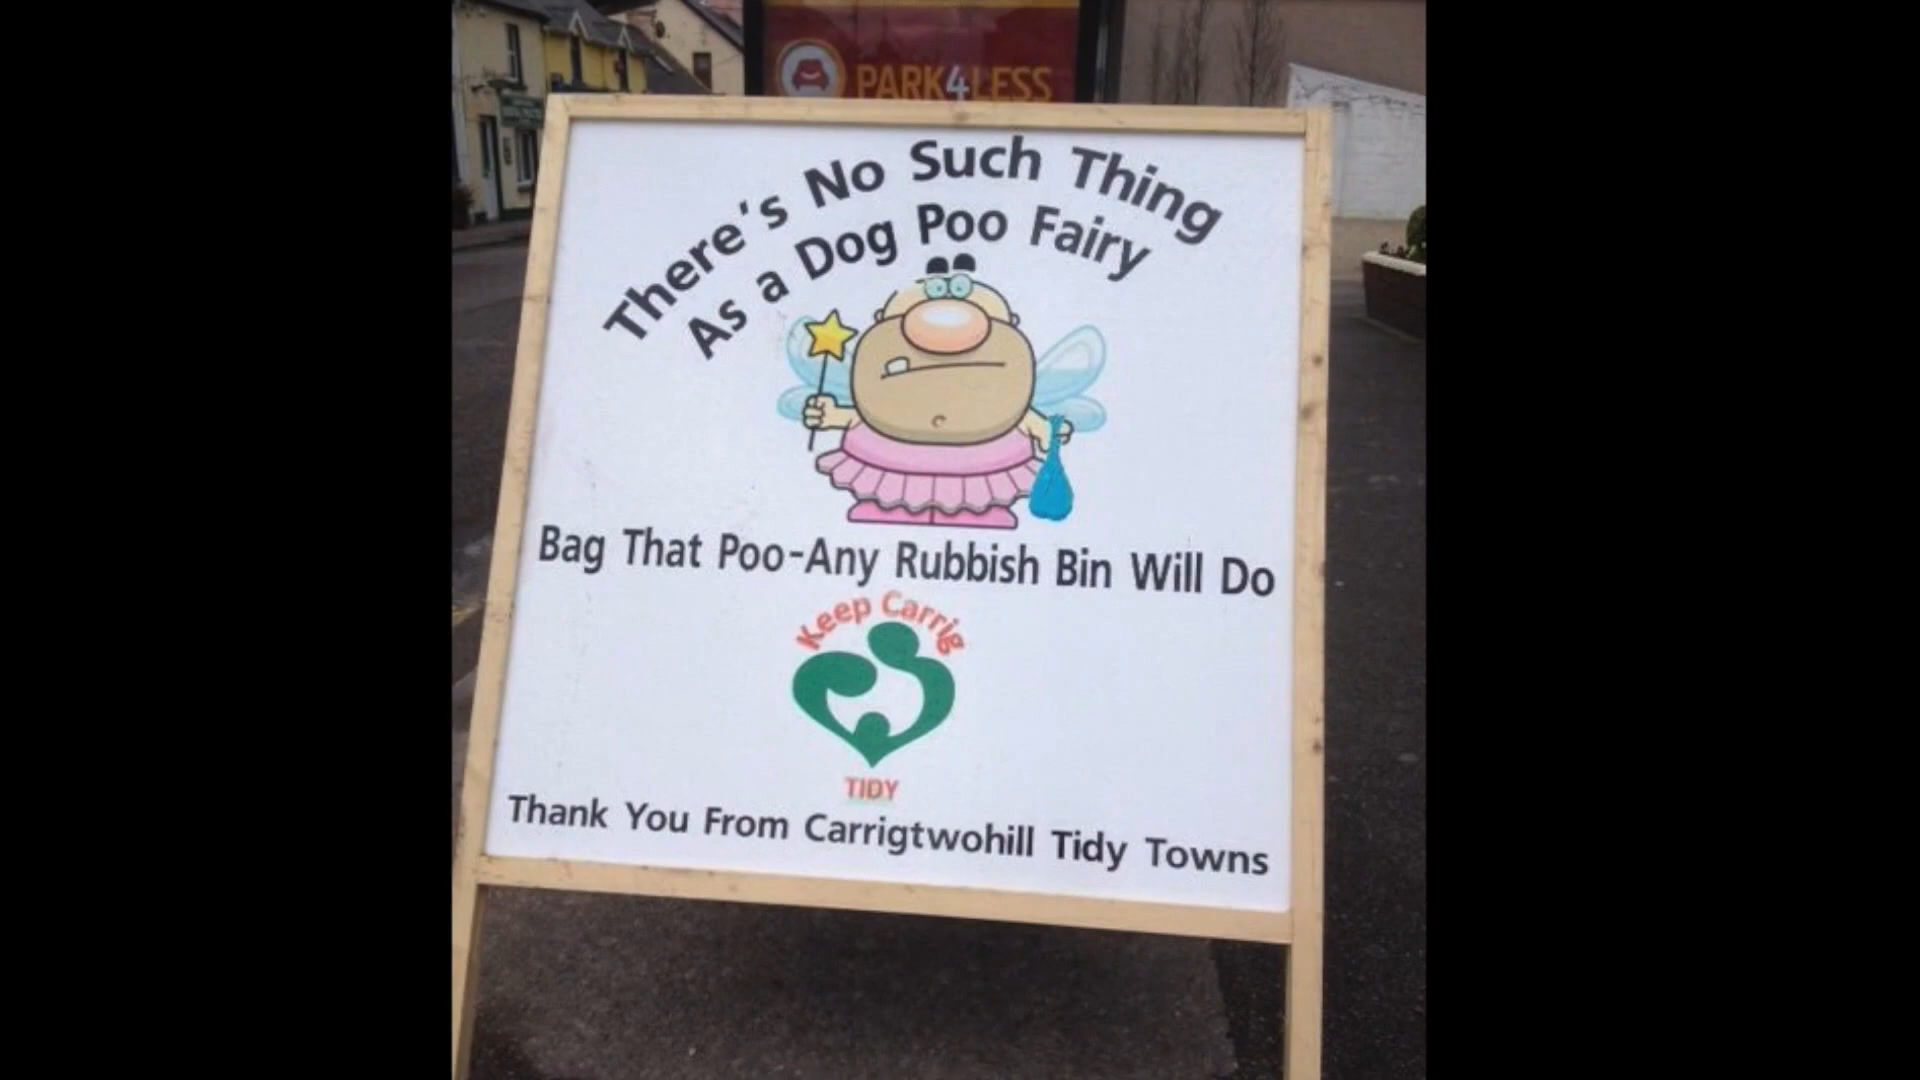 PARK4LESS
There's No Such Thing
As a Dog Poo Fairy
Bag That Poo-Any Rubbish Bin Will Do
Keep Carrig
TIDY
Thank You From Carrigtwohill Tidy Towns